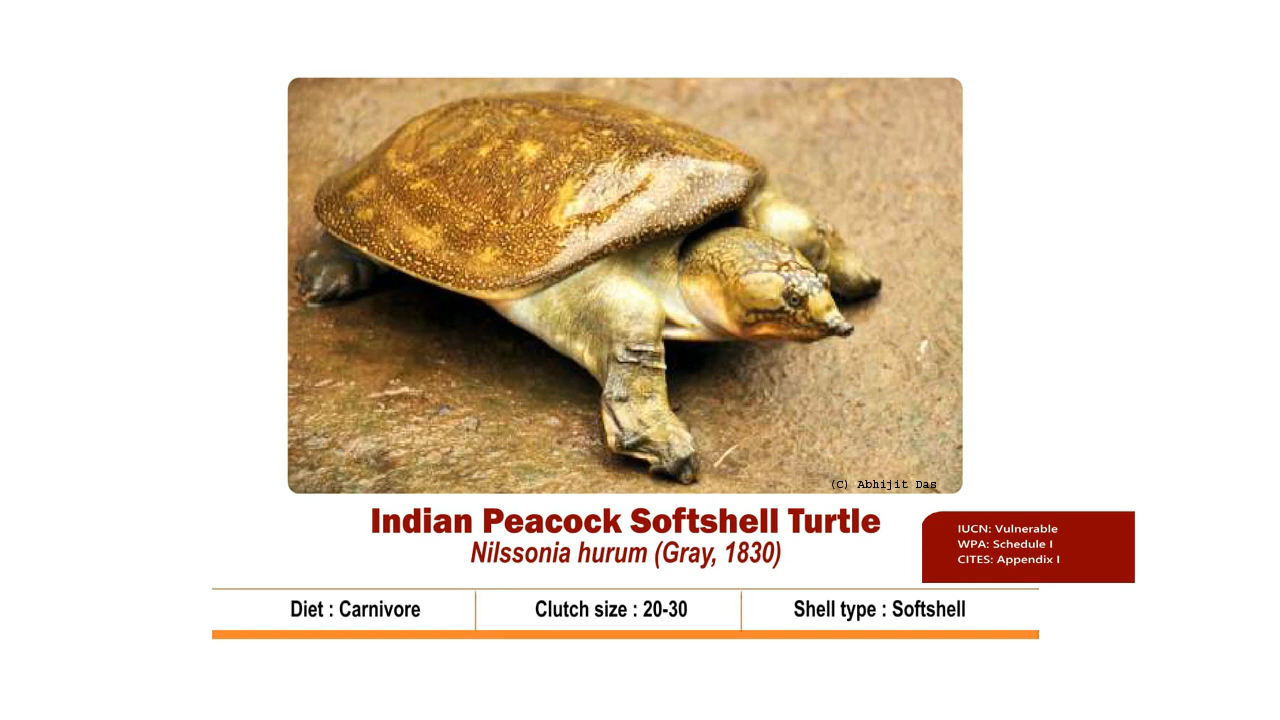 (C) Abhijit Das
Indian Peacock Softshell Turtle
Nilssonia hurum (Gray, 1830)
IUCN: Vulnerable
WPA: Schedule I
CITES: Appendix I
Diet : Carnivore
Clutch size : 20-30
Shell type : Softshell